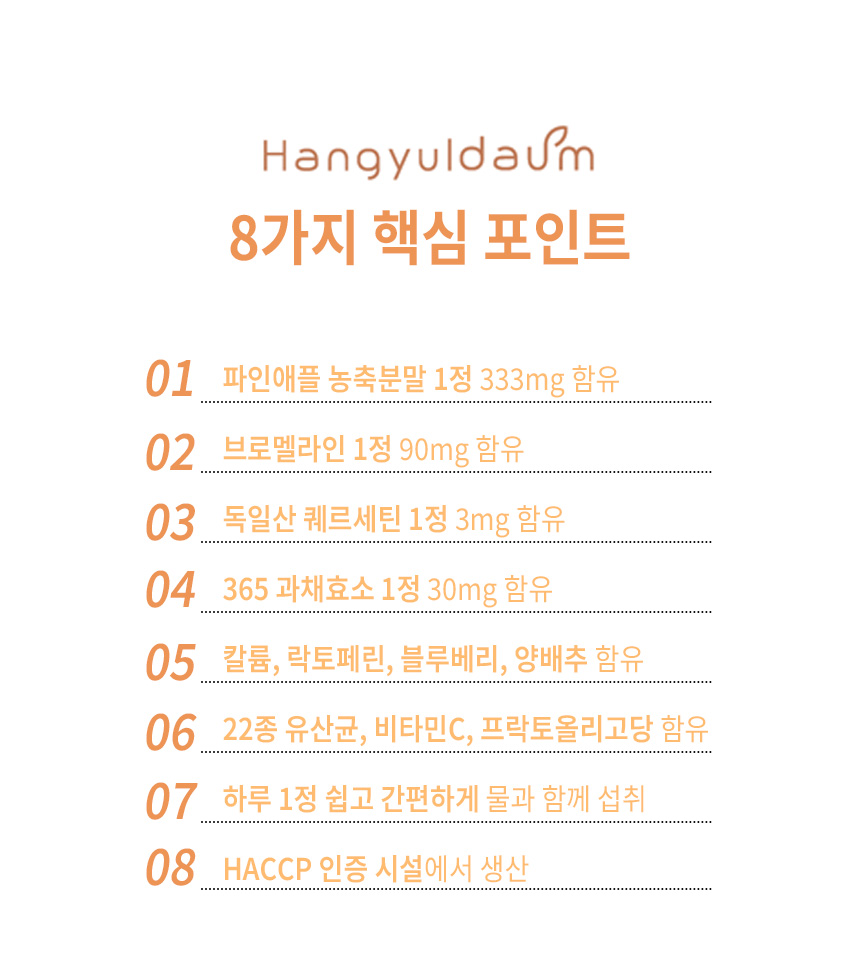 Hangyuldaum
8가지 핵심 포인트
01 파인애플 농축분말 1정 333mg 함유
02 브로멜라인 1정 90mg 함유
03 독일산 퀘르세틴 1정 3mg 함유
04 365 과채효소 1정 30mg 함유
05 칼륨, 락토페린, 블루베리, 양배추 함유
06 22종 유산균, 비타민C, 프락토올리고당 함유
07 하루 1정 쉽고 간편하게 물과 함께 섭취
08 HACCP 인증 시설에서 생산